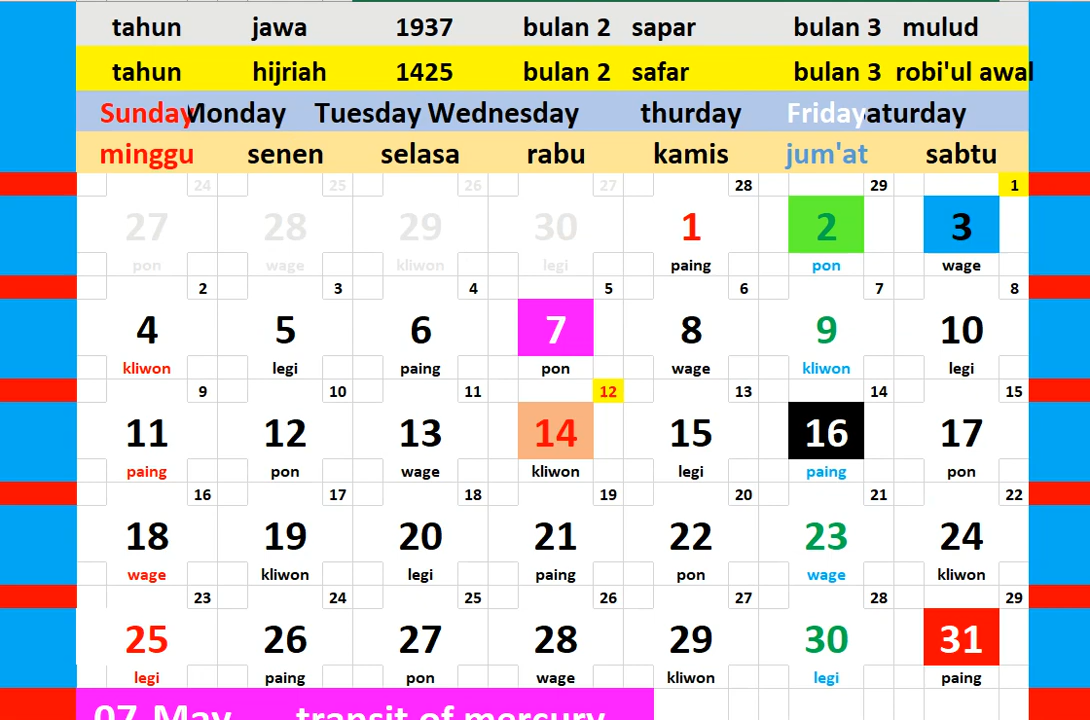 tahun jawa 1937 bulan 2 sapar bulan 3 mulud
tahun hijriah 1425 bulan 2 safar bulan 3 robi'ul awal
Sunday Monday Tuesday Wednesday thurday Friday aturday
minggu senen selasa rabu kamis jum'at sabtu
24 25 26 27 28 29 1
27 28 29 30 1 2 3
pon wage kliwon legi paing pon wage
2 3 4 5 6 7 8
4 5 6 7 8 9 10
kliwon legi paing pon wage kliwon legi
9 10 11 12 13 14 15
11 12 13 14 15 16 17
paing pon wage kliwon legi paing pon
16 17 18 19 20 21 22
18 19 20 21 22 23 24
wage kliwon legi paing pon wage kliwon
23 24 25 26 27 28 29
25 26 27 28 29 30 31
legi paing pon wage kliwon legi paing
07 May transit of mercury